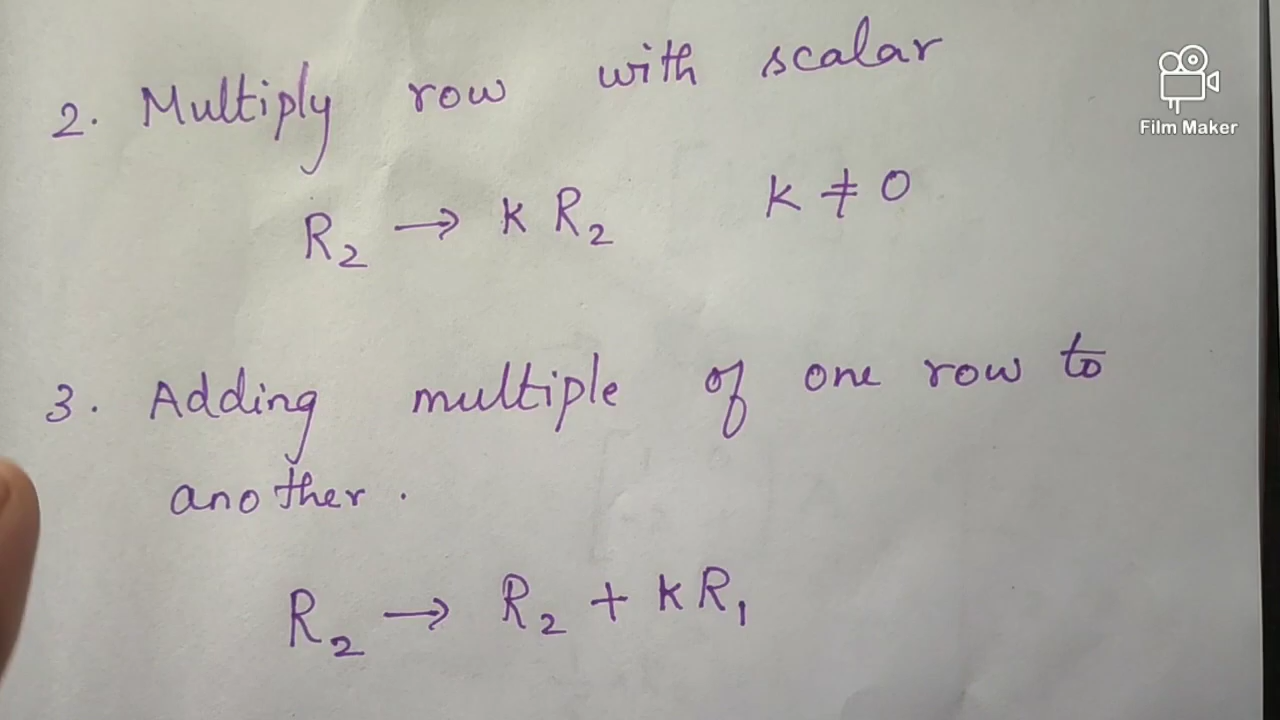 2. Multiply row with scalar
R₂ → k R₂ k ≠ 0
3. Adding multiple of one row to
another.
R₂ → R₂ + k R₁
Film Maker